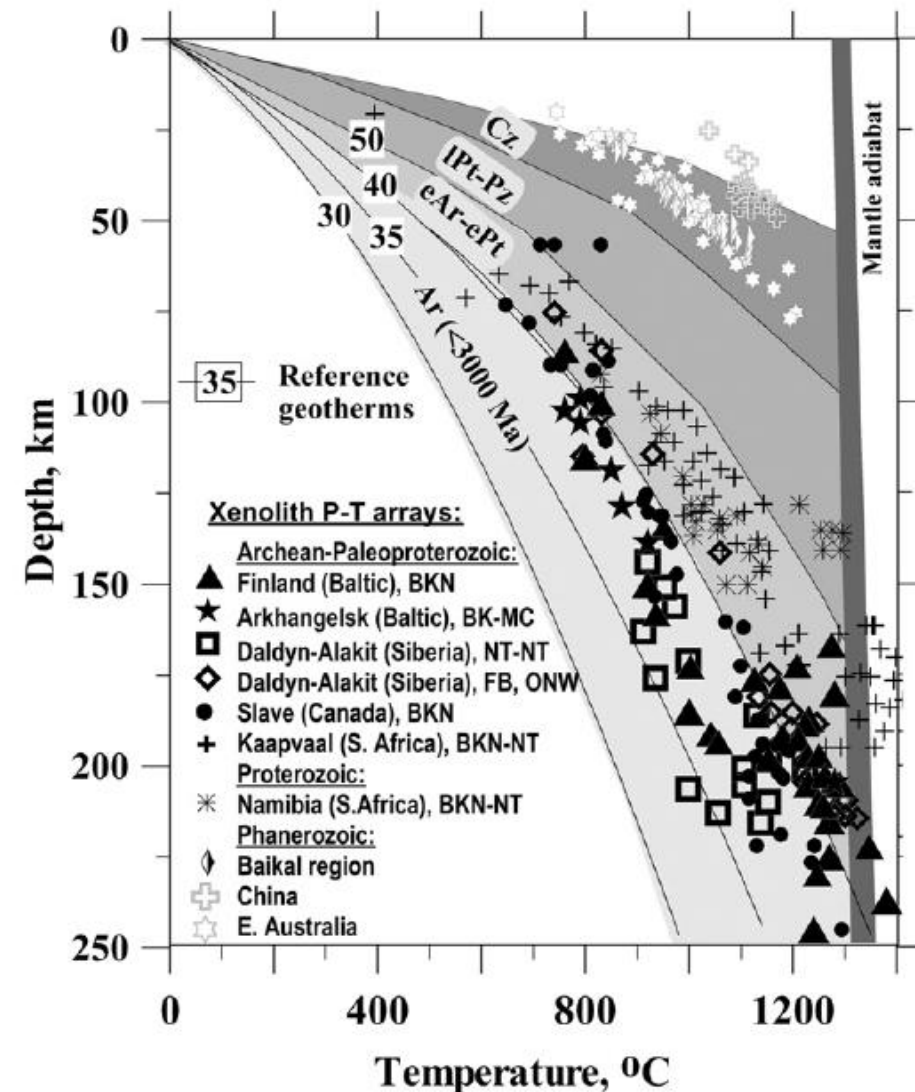 0
50
100
150
200
250
Depth, km
0
400
800
1200
Temperature, ºC
Mantle adiabat
Cz
lPt-Pz
eAr-ePt
Ar (<3000 Ma)
50
40
35
30
35 Reference
geotherms
Xenolith P-T arrays:
Archean-Paleoproterozoic:
Finland (Baltic), BKN
Arkhangelsk (Baltic), BK-MC
Daldyn-Alakit (Siberia), NT-NT
Daldyn-Alakit (Siberia), FB, ONW
Slave (Canada), BKN
Kaapvaal (S. Africa), BKN-NT
Proterozoic:
Namibia (S.Africa), BKN-NT
Phanerozoic:
Baikal region
China
E. Australia